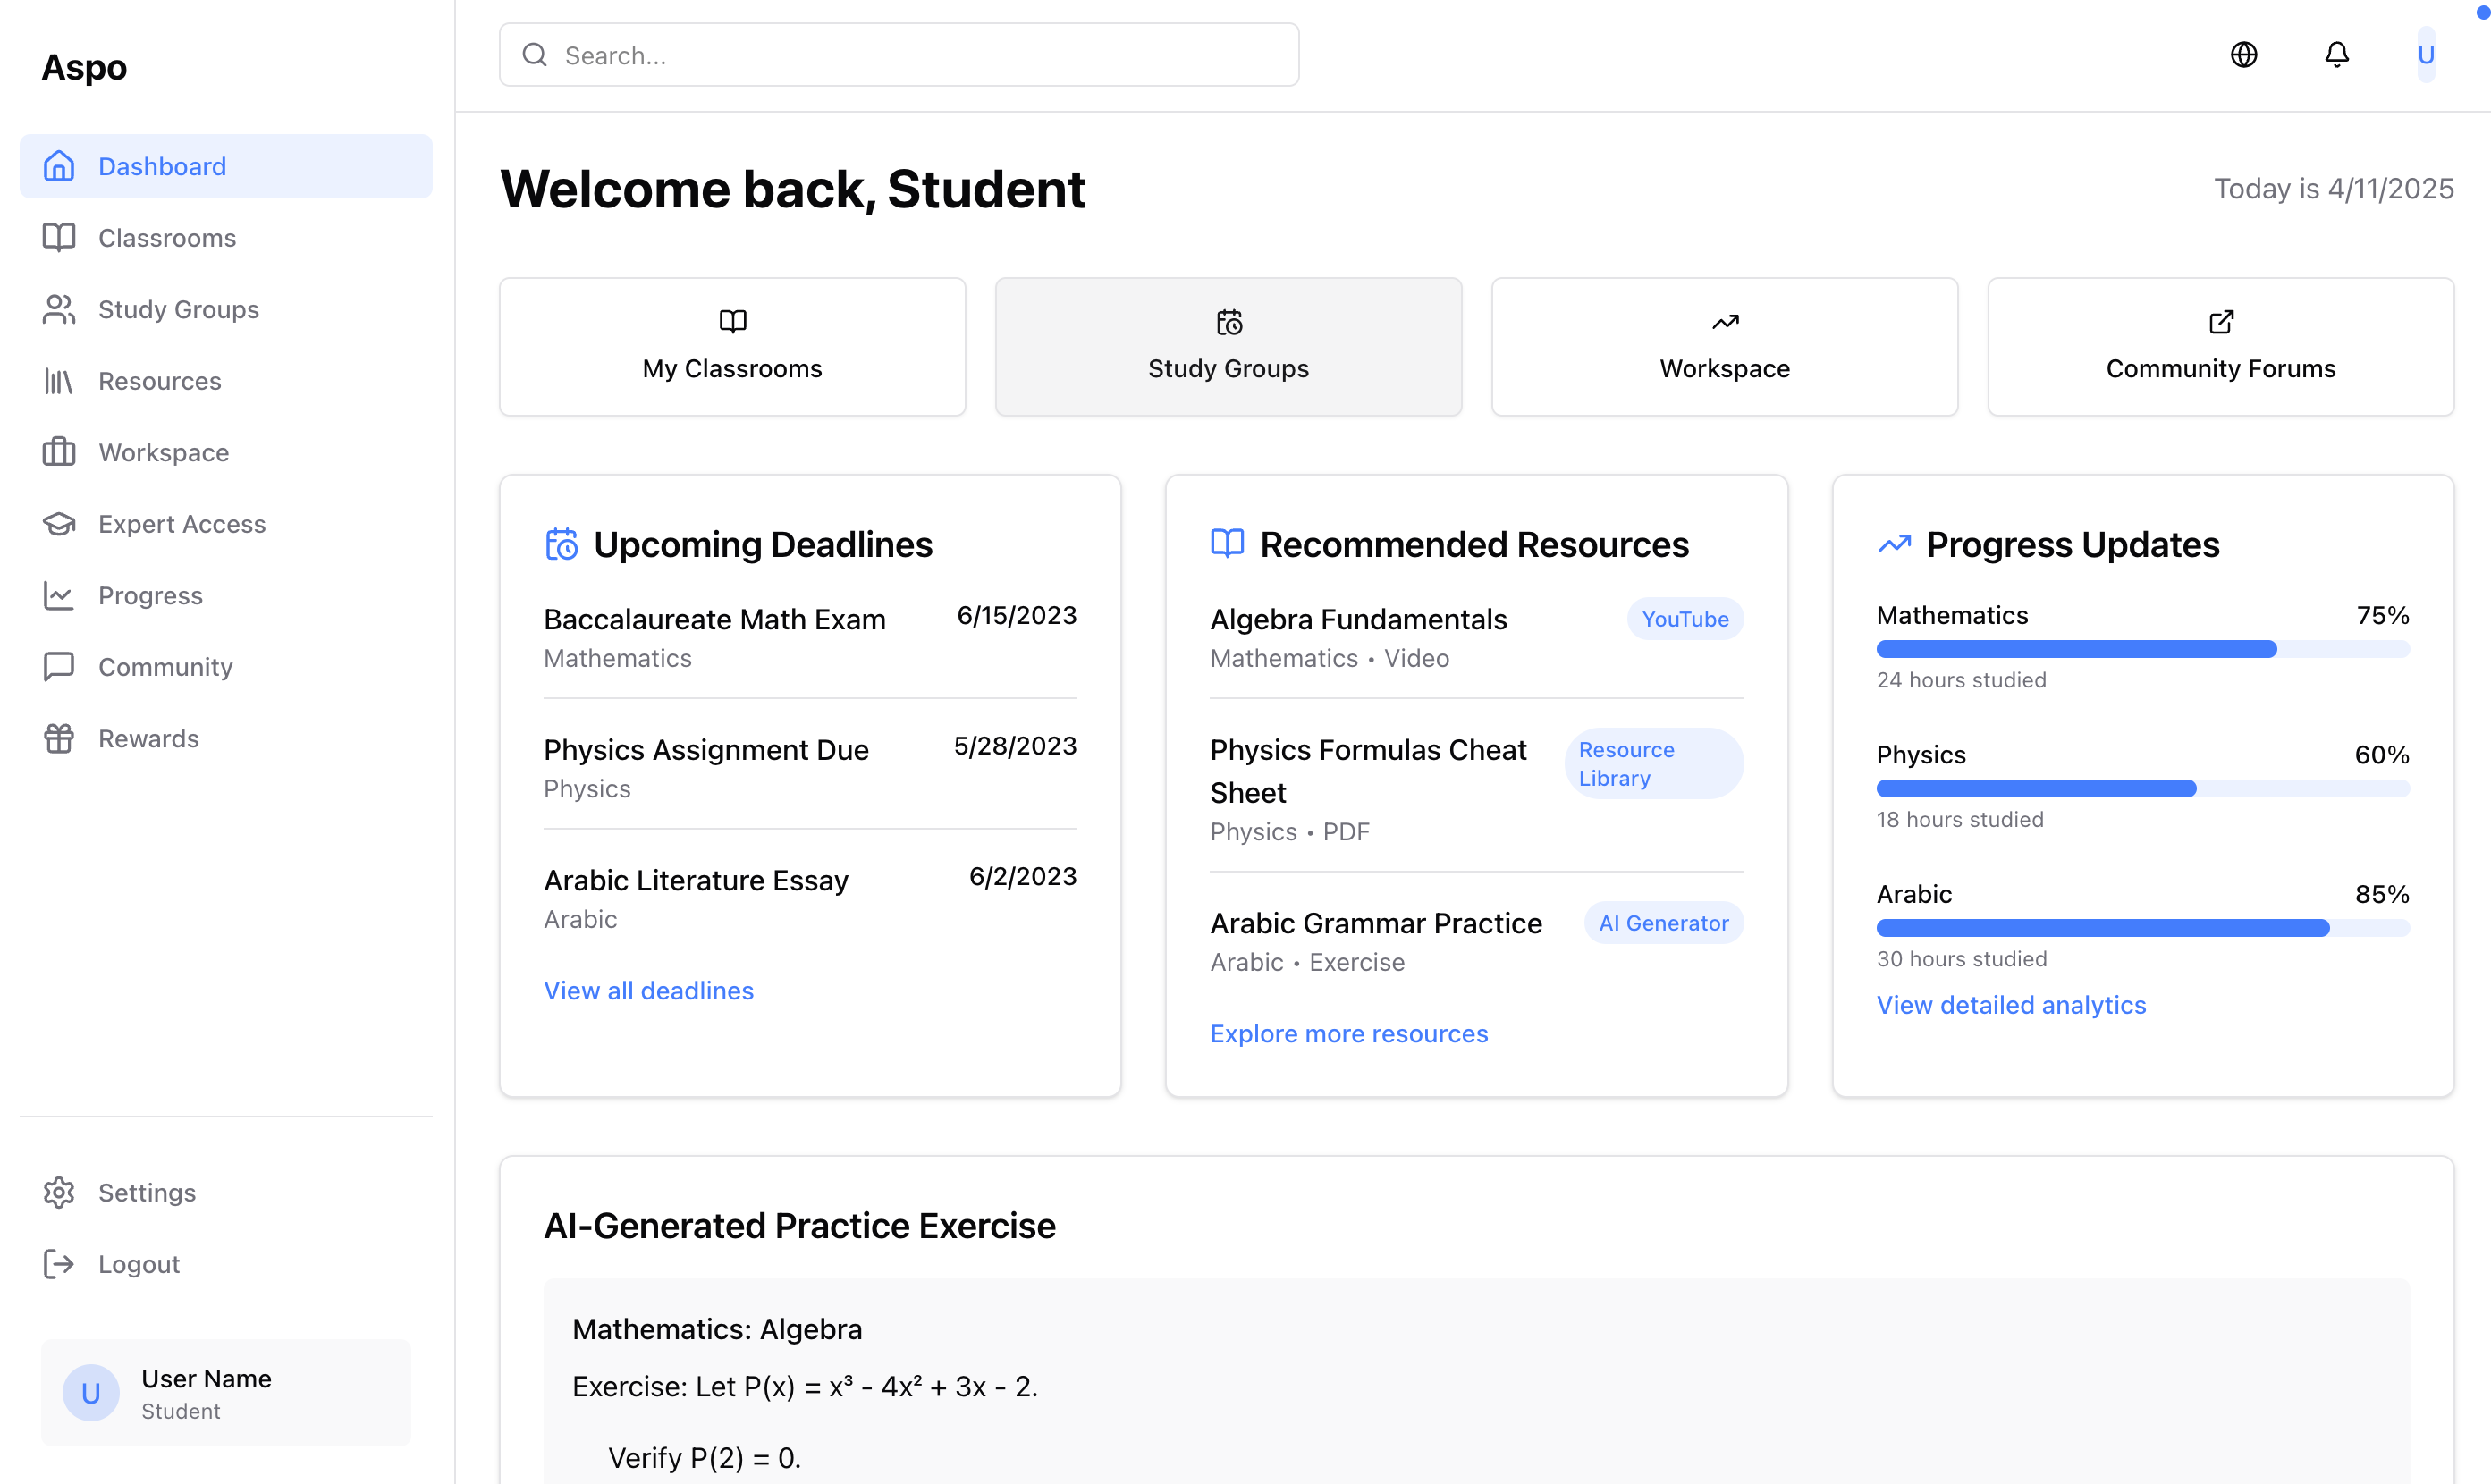 Aspo
Dashboard
Classrooms
Study Groups
Resources
Workspace
Expert Access
Progress
Community
Rewards
Settings
Logout
U
User Name
Student
Search...
U
Welcome back, Student
Today is 4/11/2025
My Classrooms
Study Groups
Workspace
Community Forums
Upcoming Deadlines
Baccalaureate Math Exam 6/15/2023
Mathematics
Physics Assignment Due 5/28/2023
Physics
Arabic Literature Essay 6/2/2023
Arabic
View all deadlines
Recommended Resources
Algebra Fundamentals YouTube
Mathematics • Video
Physics Formulas Cheat
Sheet
Resource
Library
Physics • PDF
Arabic Grammar Practice AI Generator
Arabic • Exercise
Explore more resources
Progress Updates
Mathematics 75%
24 hours studied
Physics 60%
18 hours studied
Arabic 85%
30 hours studied
View detailed analytics
AI-Generated Practice Exercise
Mathematics: Algebra
Exercise: Let P(x) = x³ - 4x² + 3x - 2.
Verify P(2) = 0.